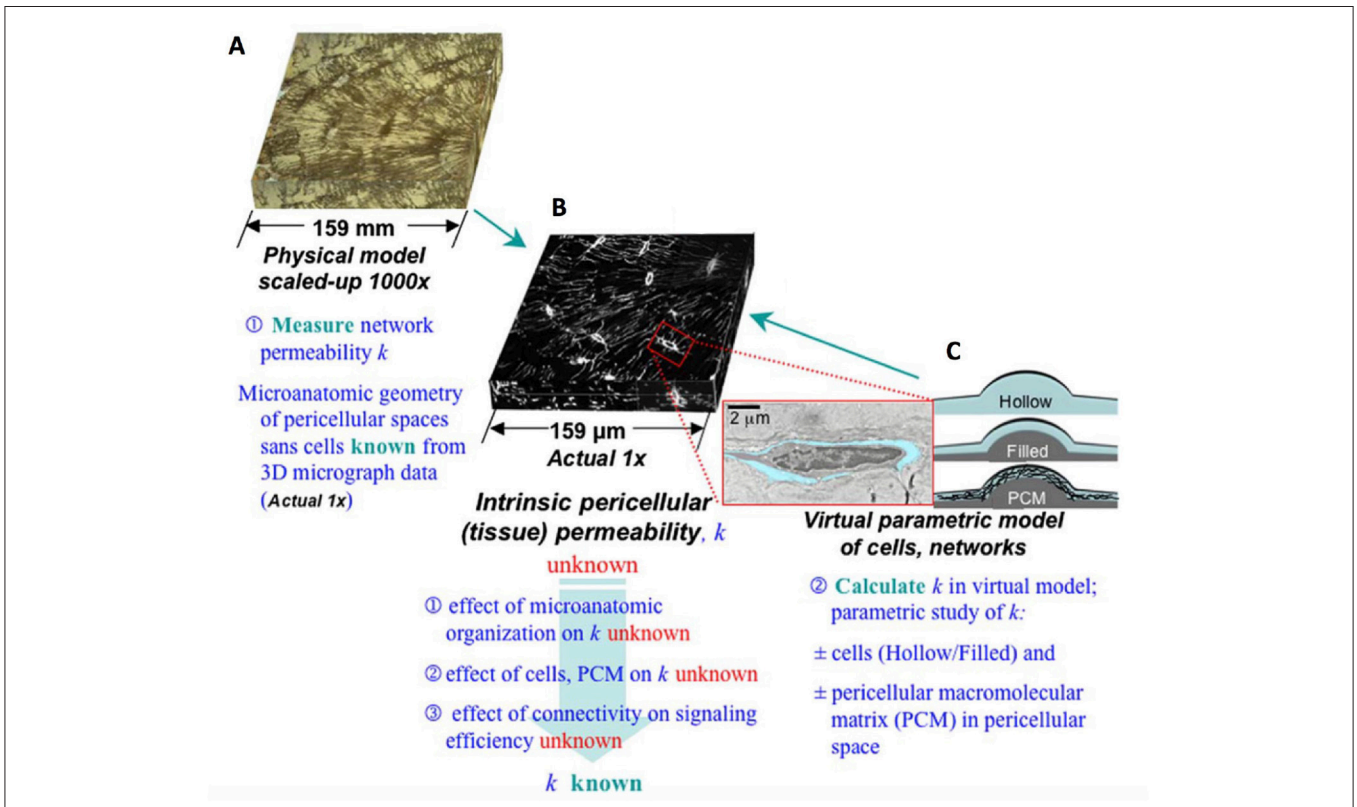 A
159 mm
Physical model
scaled-up 1000x
① Measure network
permeability k
Microanatomic geometry
of pericellular spaces
sans cells known from
3D micrograph data
(Actual 1x)
B
159 µm
Actual 1x
Intrinsic pericellular
(tissue) permeability, k
unknown
① effect of microanatomic
organization on k unknown
② effect of cells, PCM on k unknown
③ effect of connectivity on signaling
efficiency unknown
k known
2 µm
C
Hollow
Filled
PCM
Virtual parametric model
of cells, networks
② Calculate k in virtual model;
parametric study of k:
± cells (Hollow/Filled) and
± pericellular macromolecular
matrix (PCM) in pericellular
space